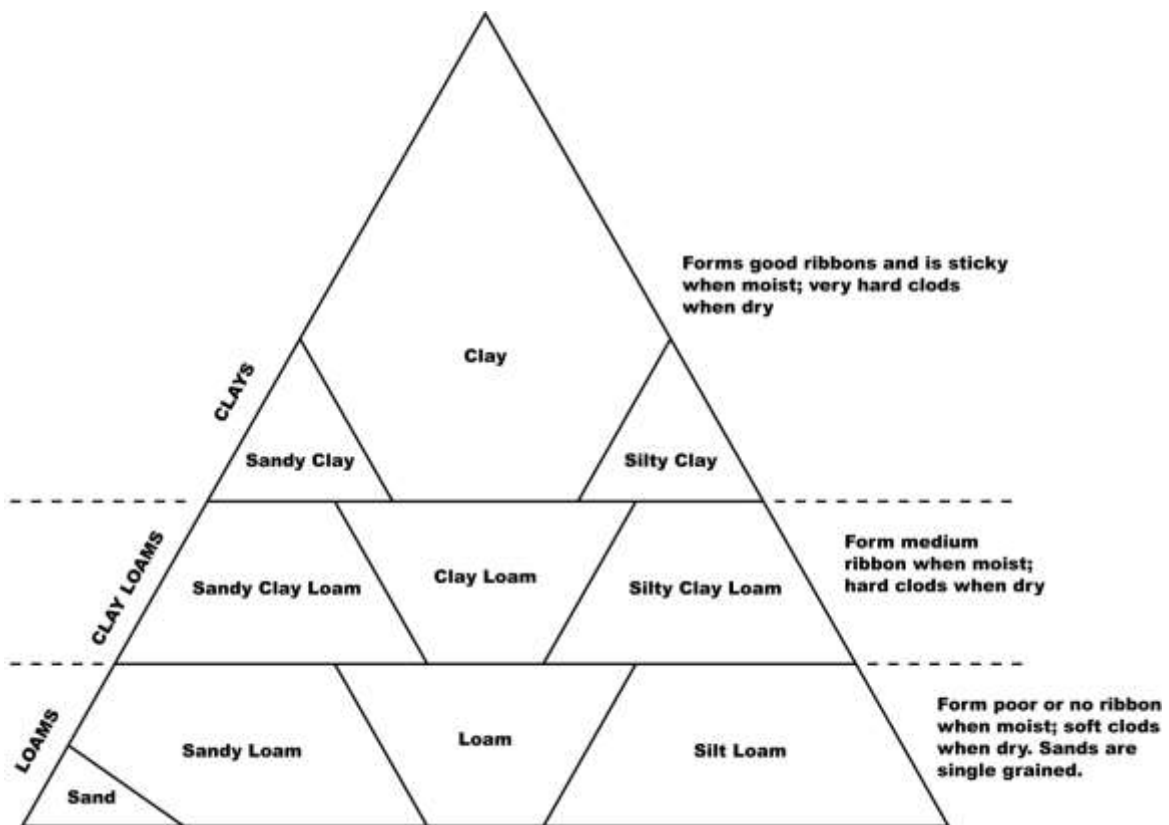 Forms good ribbons and is sticky
when moist; very hard clods
when dry
Clay
CLAYS
Sandy Clay
Silty Clay
Form medium
ribbon when moist;
hard clods when dry
CLAY LOAMS
Sandy Clay Loam
Clay Loam
Silty Clay Loam
Form poor or no ribbon
when moist; soft clods
when dry. Sands are
single grained.
LOAMS
Sandy Loam
Loam
Silt Loam
Sand